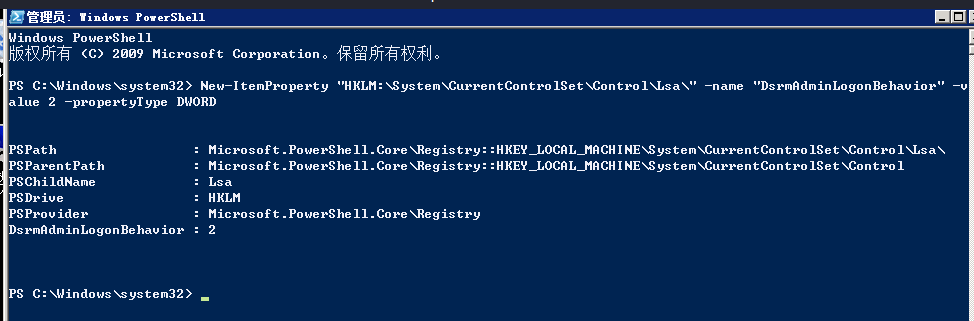 管理员: Windows PowerShell
Windows PowerShell
版权所有 (C) 2009 Microsoft Corporation。保留所有权利。
PS C:\Windows\system32> New-ItemProperty "HKLM:\System\CurrentControlSet\Control\Lsa\" -name "DsrmAdminLogonBehavior" -v
alue 2 -propertyType DWORD
PSPath : Microsoft.PowerShell.Core\Registry::HKEY_LOCAL_MACHINE\System\CurrentControlSet\Control\Lsa\
PSParentPath : Microsoft.PowerShell.Core\Registry::HKEY_LOCAL_MACHINE\System\CurrentControlSet\Control
PSChildName : Lsa
PSDrive : HKLM
PSProvider : Microsoft.PowerShell.Core\Registry
DsrmAdminLogonBehavior : 2
PS C:\Windows\system32>